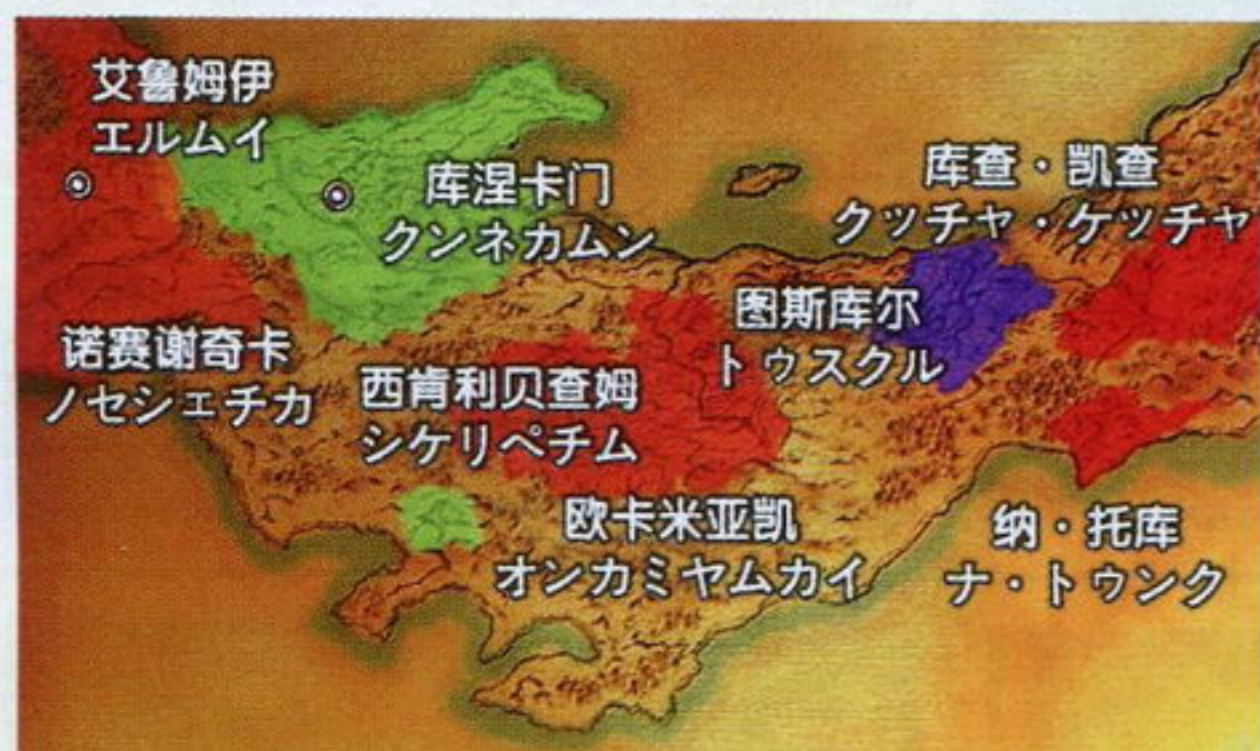 艾鲁姆伊
エルムイ
库涅卡门
クンネカムン
库查・凯查
クッチャ・ケッチャ
诺赛谢奇卡
ノセシェチカ
西肯利贝查姆
シケリペチム
图斯库尔
トゥスクル
欧卡米亚凯
オンカミヤムカイ
纳・托库
ナ・トゥンク